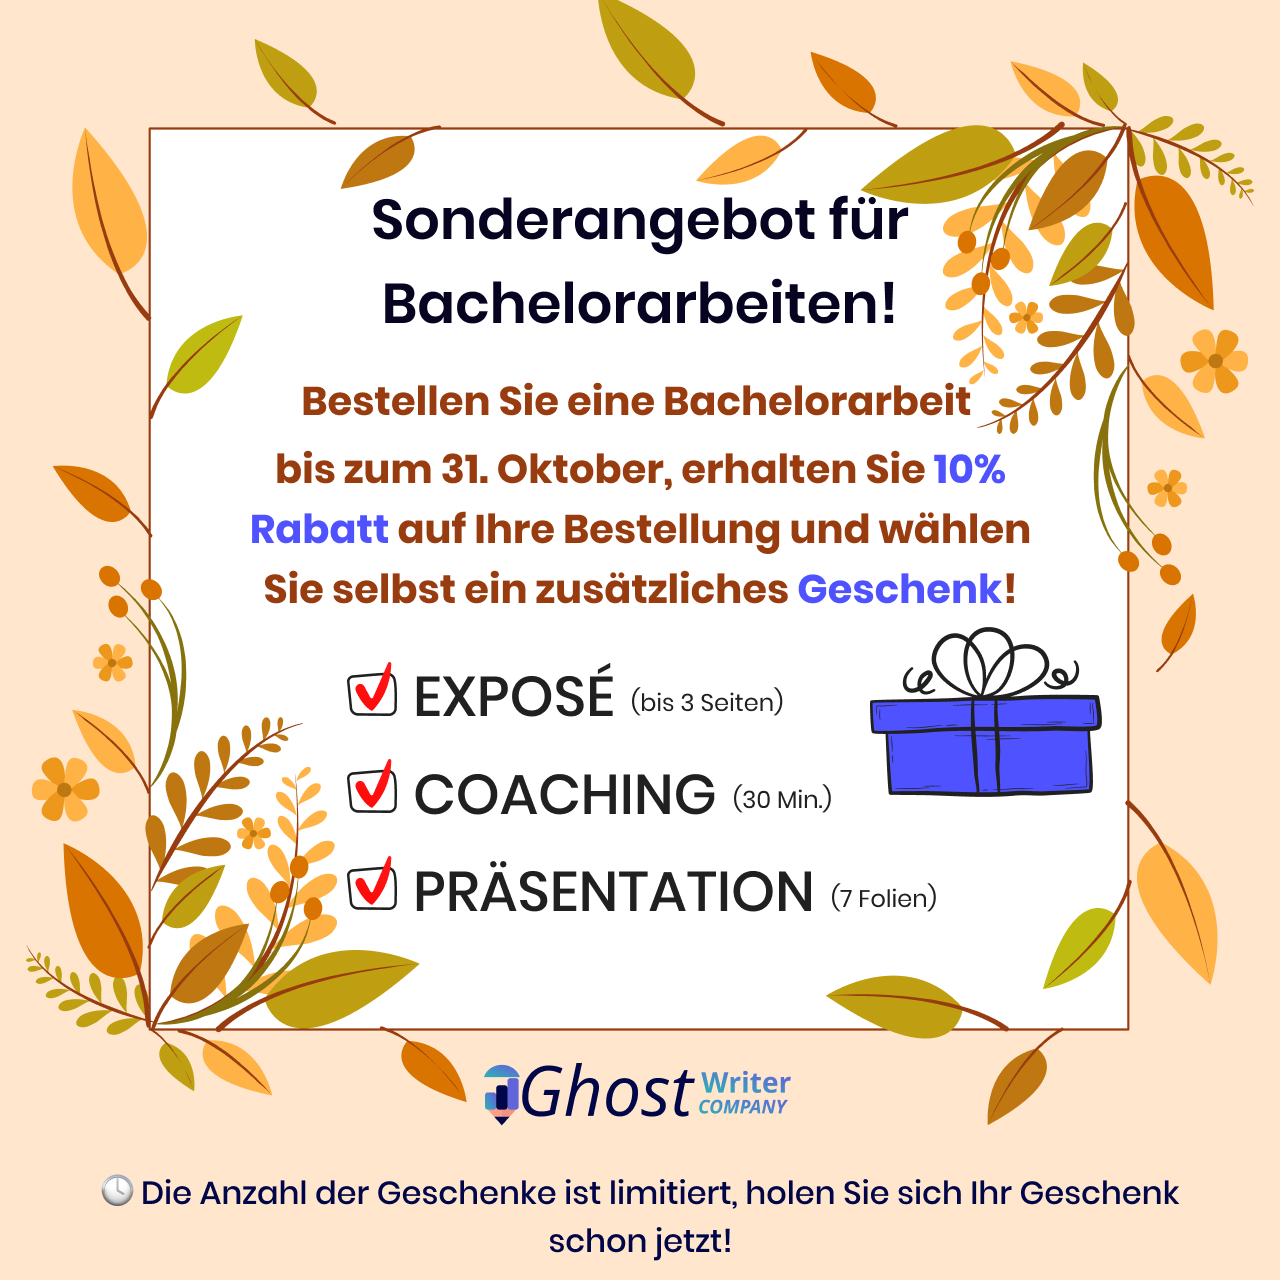 Sonderangebot für
Bachelorarbeiten!
Bestellen Sie eine Bachelorarbeit
bis zum 31. Oktober, erhalten Sie 10%
Rabatt auf Ihre Bestellung und wählen
Sie selbst ein zusätzliches Geschenk!
EXPOSÉ (bis 3 Seiten)
COACHING (30 Min.)
PRÄSENTATION (7 Folien)
Ghost Writer COMPANY
Die Anzahl der Geschenke ist limitiert, holen Sie sich Ihr Geschenk
schon jetzt!